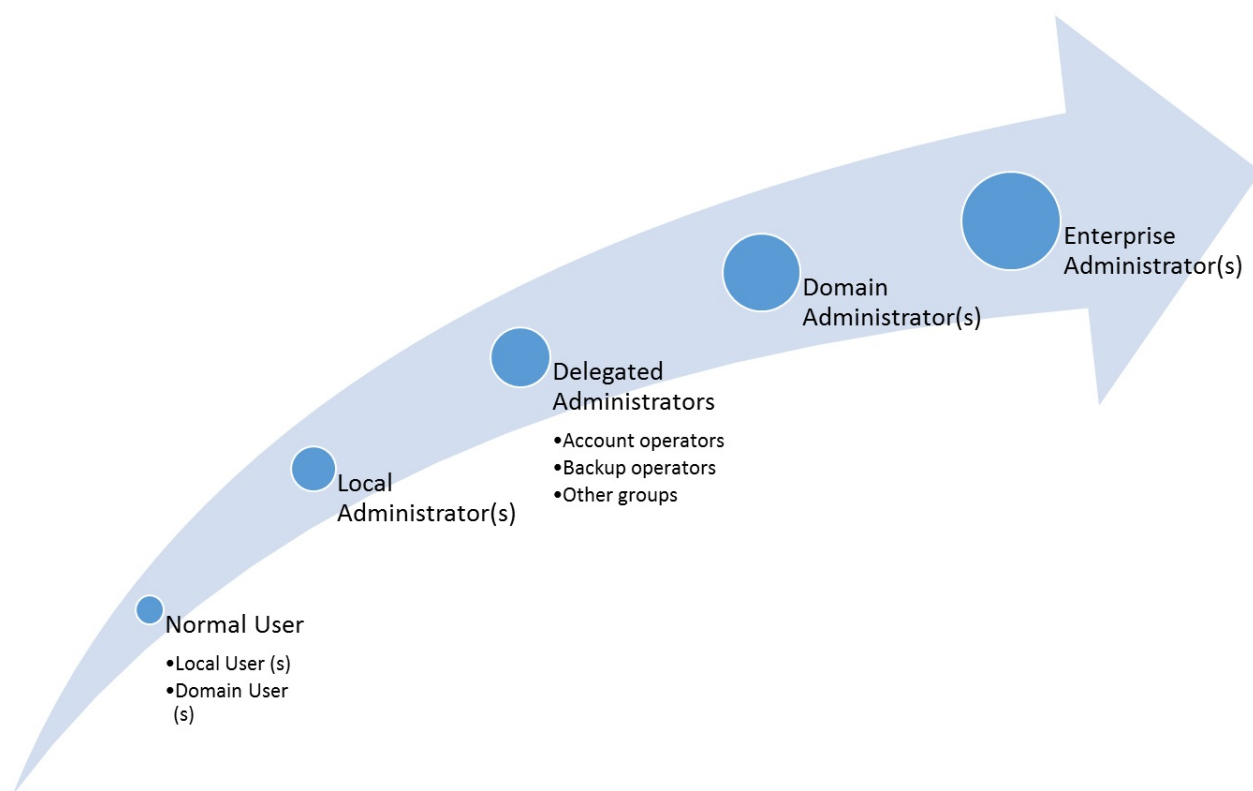 Normal User
•Local User (s)
•Domain User
(s)
Local
Administrator(s)
Delegated
Administrators
•Account operators
•Backup operators
•Other groups
Domain
Administrator(s)
Enterprise
Administrator(s)